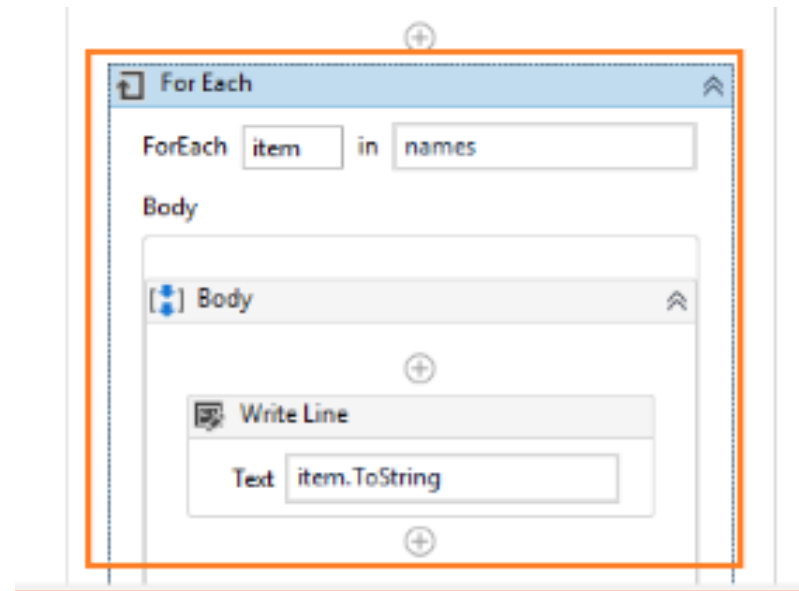 For Each
ForEach item in names
Body
Body
Write Line
Text item.ToString